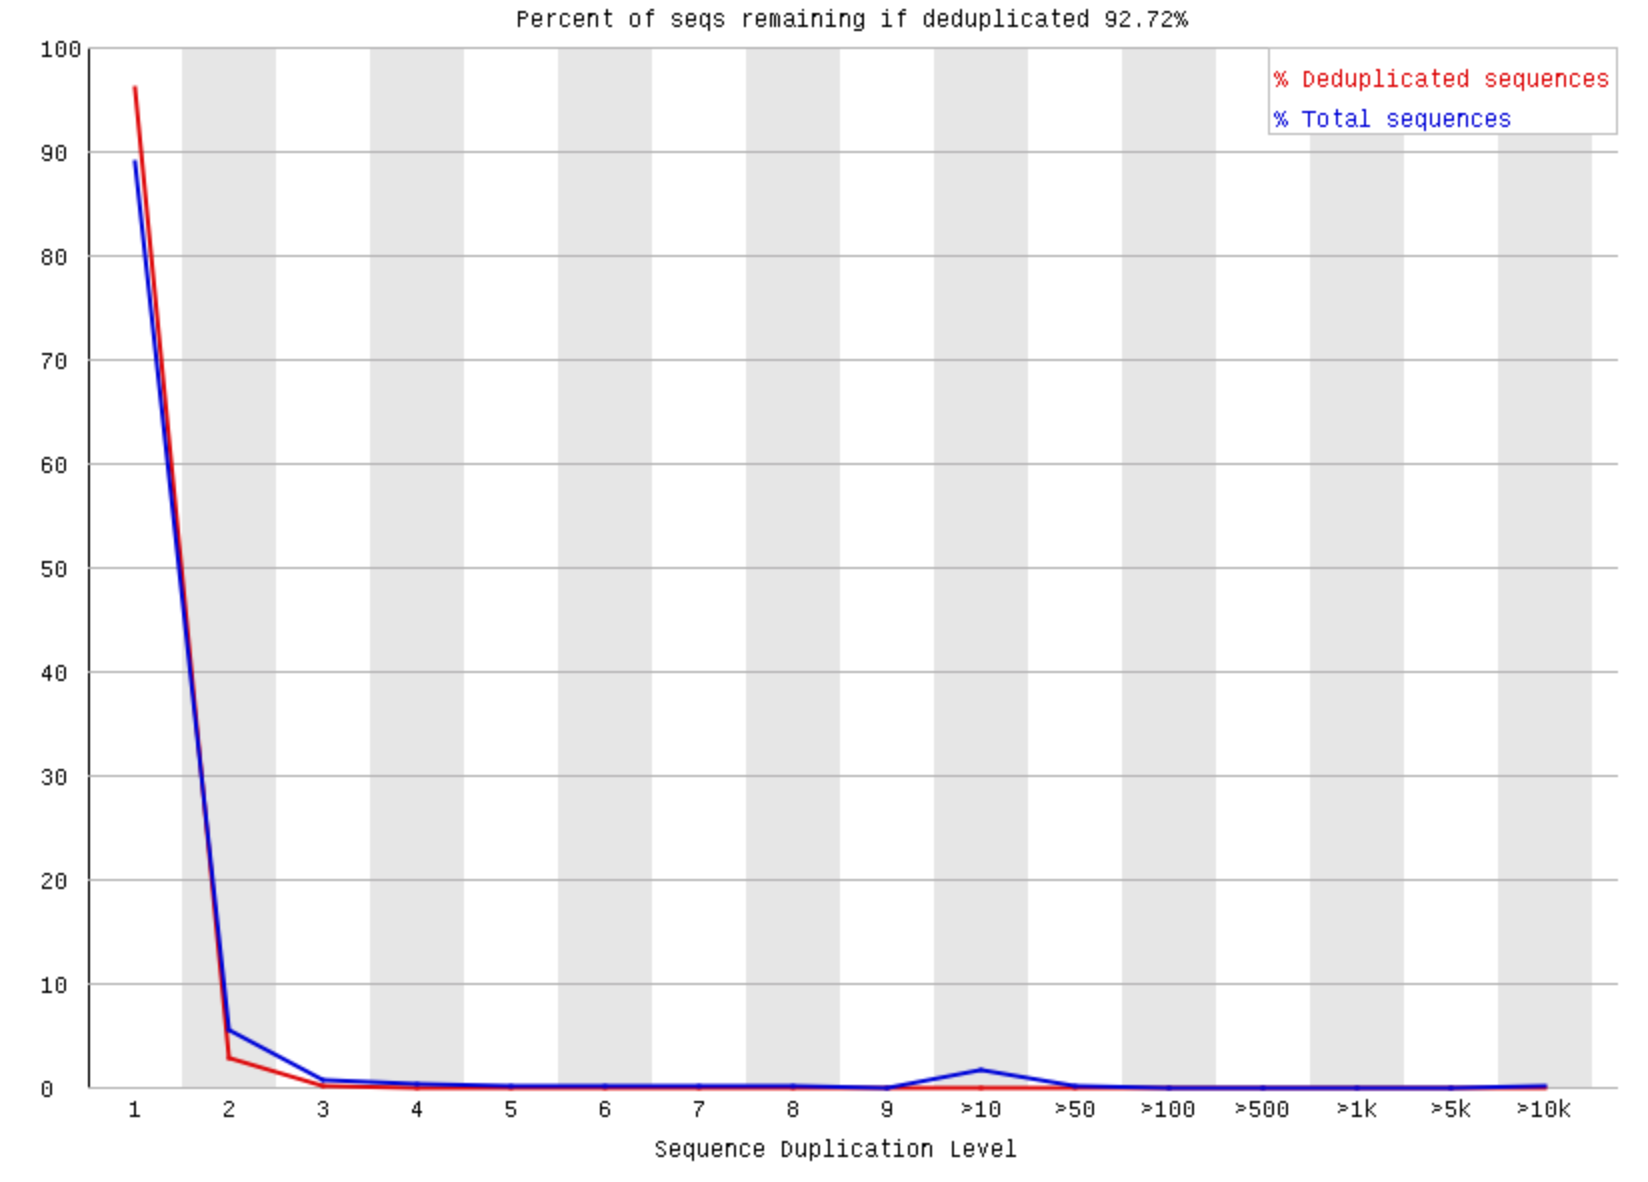 Percent of seqs remaining if deduplicated 92.72%
% Deduplicated sequences
% Total sequences
100
90
80
70
60
50
40
30
20
10
0
1 2 3 4 5 6 7 8 9 >10 >50 >100 >500 >1k >5k >10k
Sequence Duplication Level